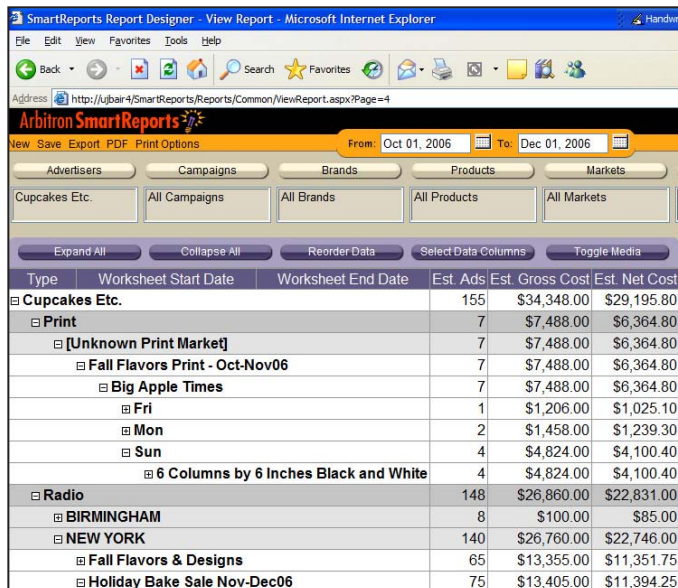 SmartReports Report Designer - View Report - Microsoft Internet Explorer
File Edit View Favorites Tools Help
Back Search Favorites
Address http://ujbair4/SmartReports/Reports/Common/ViewReport.aspx?Page=4
Arbitron SmartReports
New Save Export PDF Print Options From: Oct 01, 2006 To: Dec 01, 2006
Advertisers Campaigns Brands Products Markets
Cupcakes Etc. All Campaigns All Brands All Products All Markets
Expand All Collapse All Reorder Data Select Data Columns Toggle Media
Type Worksheet Start Date Worksheet End Date Est. Ads Est. Gross Cost Est. Net Cost
Cupcakes Etc. 155 $34,348.00 $29,195.80
Print 7 $7,488.00 $6,364.80
[Unknown Print Market] 7 $7,488.00 $6,364.80
Fall Flavors Print - Oct-Nov06 7 $7,488.00 $6,364.80
Big Apple Times 7 $7,488.00 $6,364.80
Fri 1 $1,206.00 $1,025.10
Mon 2 $1,458.00 $1,239.30
Sun 4 $4,824.00 $4,100.40
6 Columns by 6 Inches Black and White 4 $4,824.00 $4,100.40
Radio 148 $26,860.00 $22,831.00
BIRMINGHAM 8 $100.00 $85.00
NEW YORK 140 $26,760.00 $22,746.00
Fall Flavors & Designs 65 $13,355.00 $11,351.75
Holiday Bake Sale Nov-Dec06 75 $13,405.00 $11,394.25